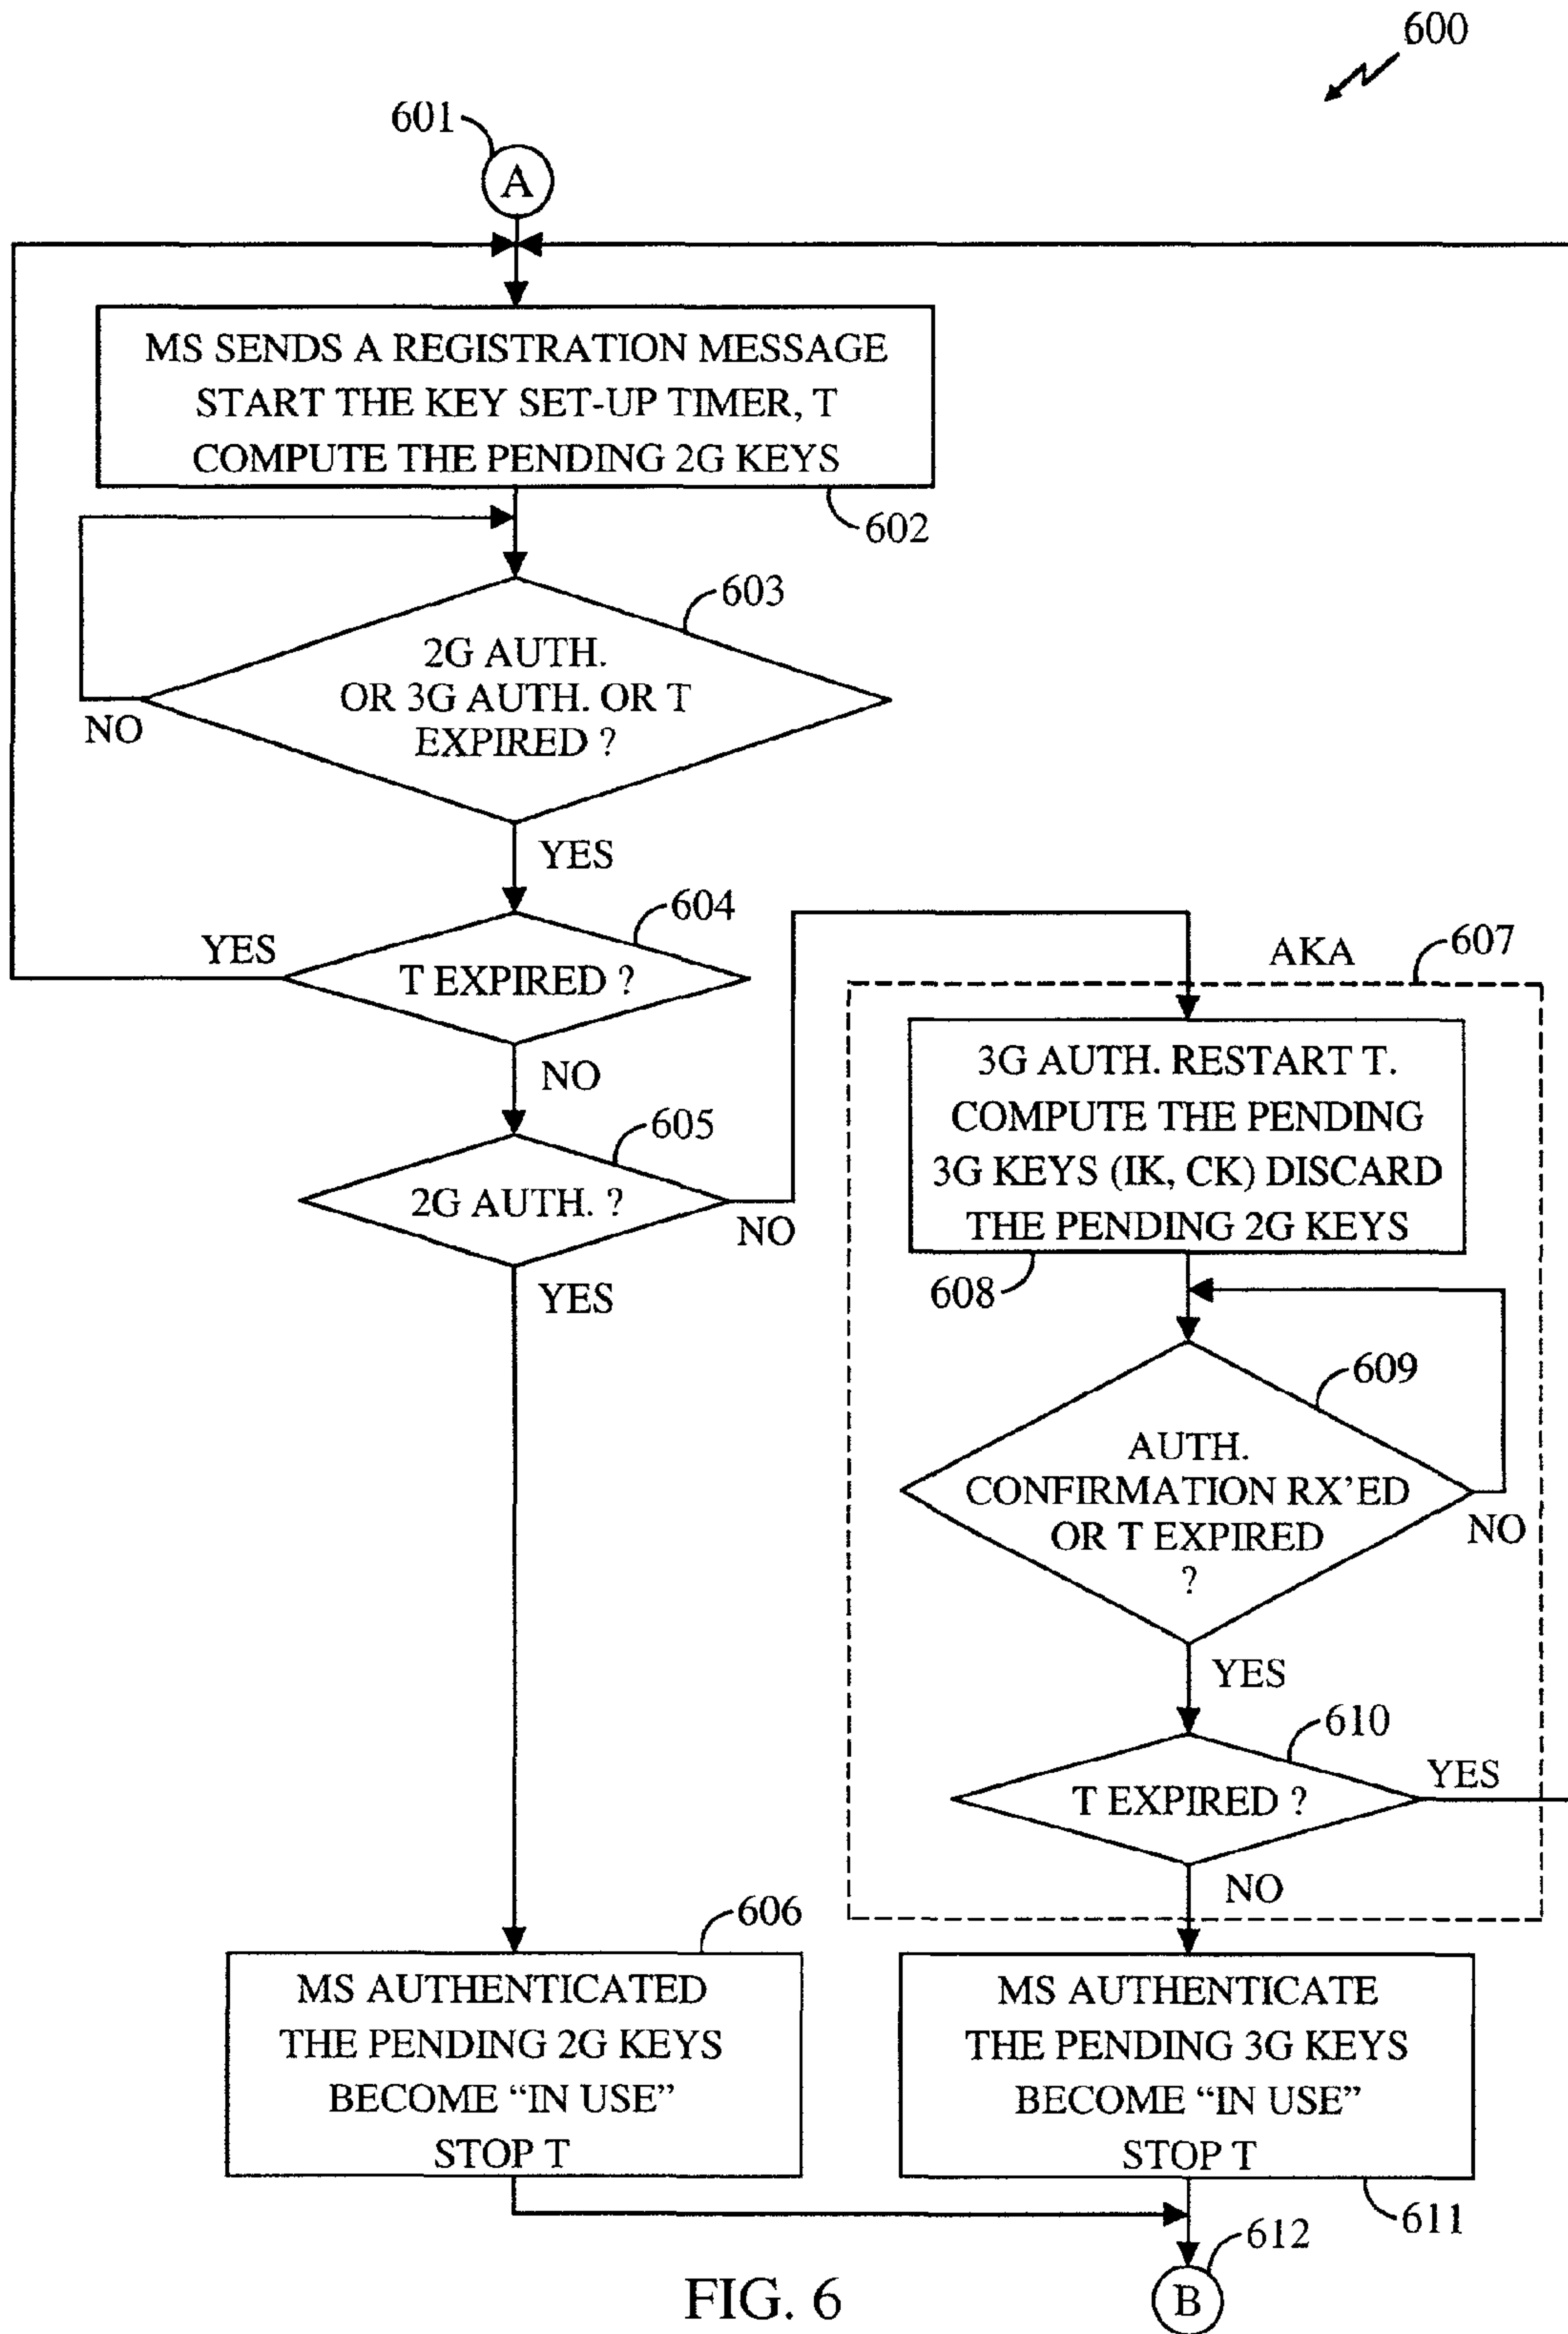 600
601
A
MS SENDS A REGISTRATION MESSAGE
START THE KEY SET-UP TIMER, T
COMPUTE THE PENDING 2G KEYS
602
603
2G AUTH.
OR 3G AUTH. OR T
EXPIRED ?
NO
YES
604
YES
T EXPIRED ?
NO
605
2G AUTH. ?
NO
YES
AKA
607
3G AUTH. RESTART T.
COMPUTE THE PENDING
3G KEYS (IK, CK) DISCARD
THE PENDING 2G KEYS
608
609
AUTH.
CONFIRMATION RX'ED
OR T EXPIRED
?
NO
YES
610
T EXPIRED ?
YES
NO
606
MS AUTHENTICATED
THE PENDING 2G KEYS
BECOME “IN USE”
STOP T
MS AUTHENTICATE
THE PENDING 3G KEYS
BECOME “IN USE”
STOP T
611
612
B
FIG. 6